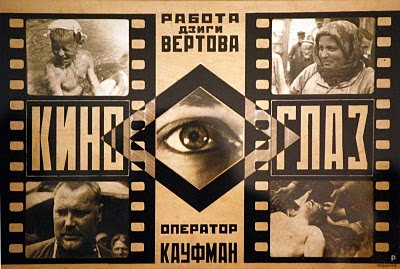 РАБОТА
ДЗИГИ
ВЕРТОВА
КИНО
ГЛАЗ
ОПЕРАТОР
КАУФМАН
Р